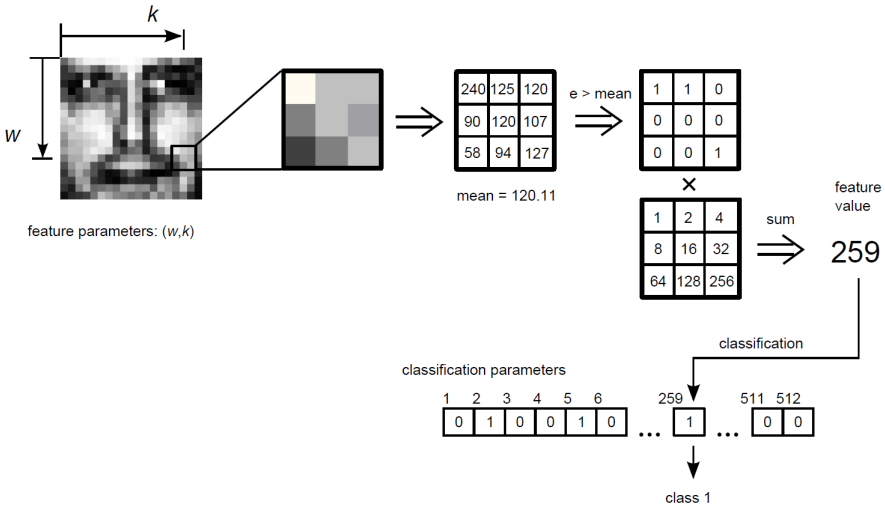 k
w
feature parameters: (w,k)
240 125 120
90 120 107
58 94 127
mean = 120.11
e > mean
1 1 0
0 0 0
0 0 1
×
1 2 4
8 16 32
64 128 256
sum
feature
value
259
classification
classification parameters
1 2 3 4 5 6 259 511 512
0 1 0 0 1 0 ... 1 ... 0 0
class 1